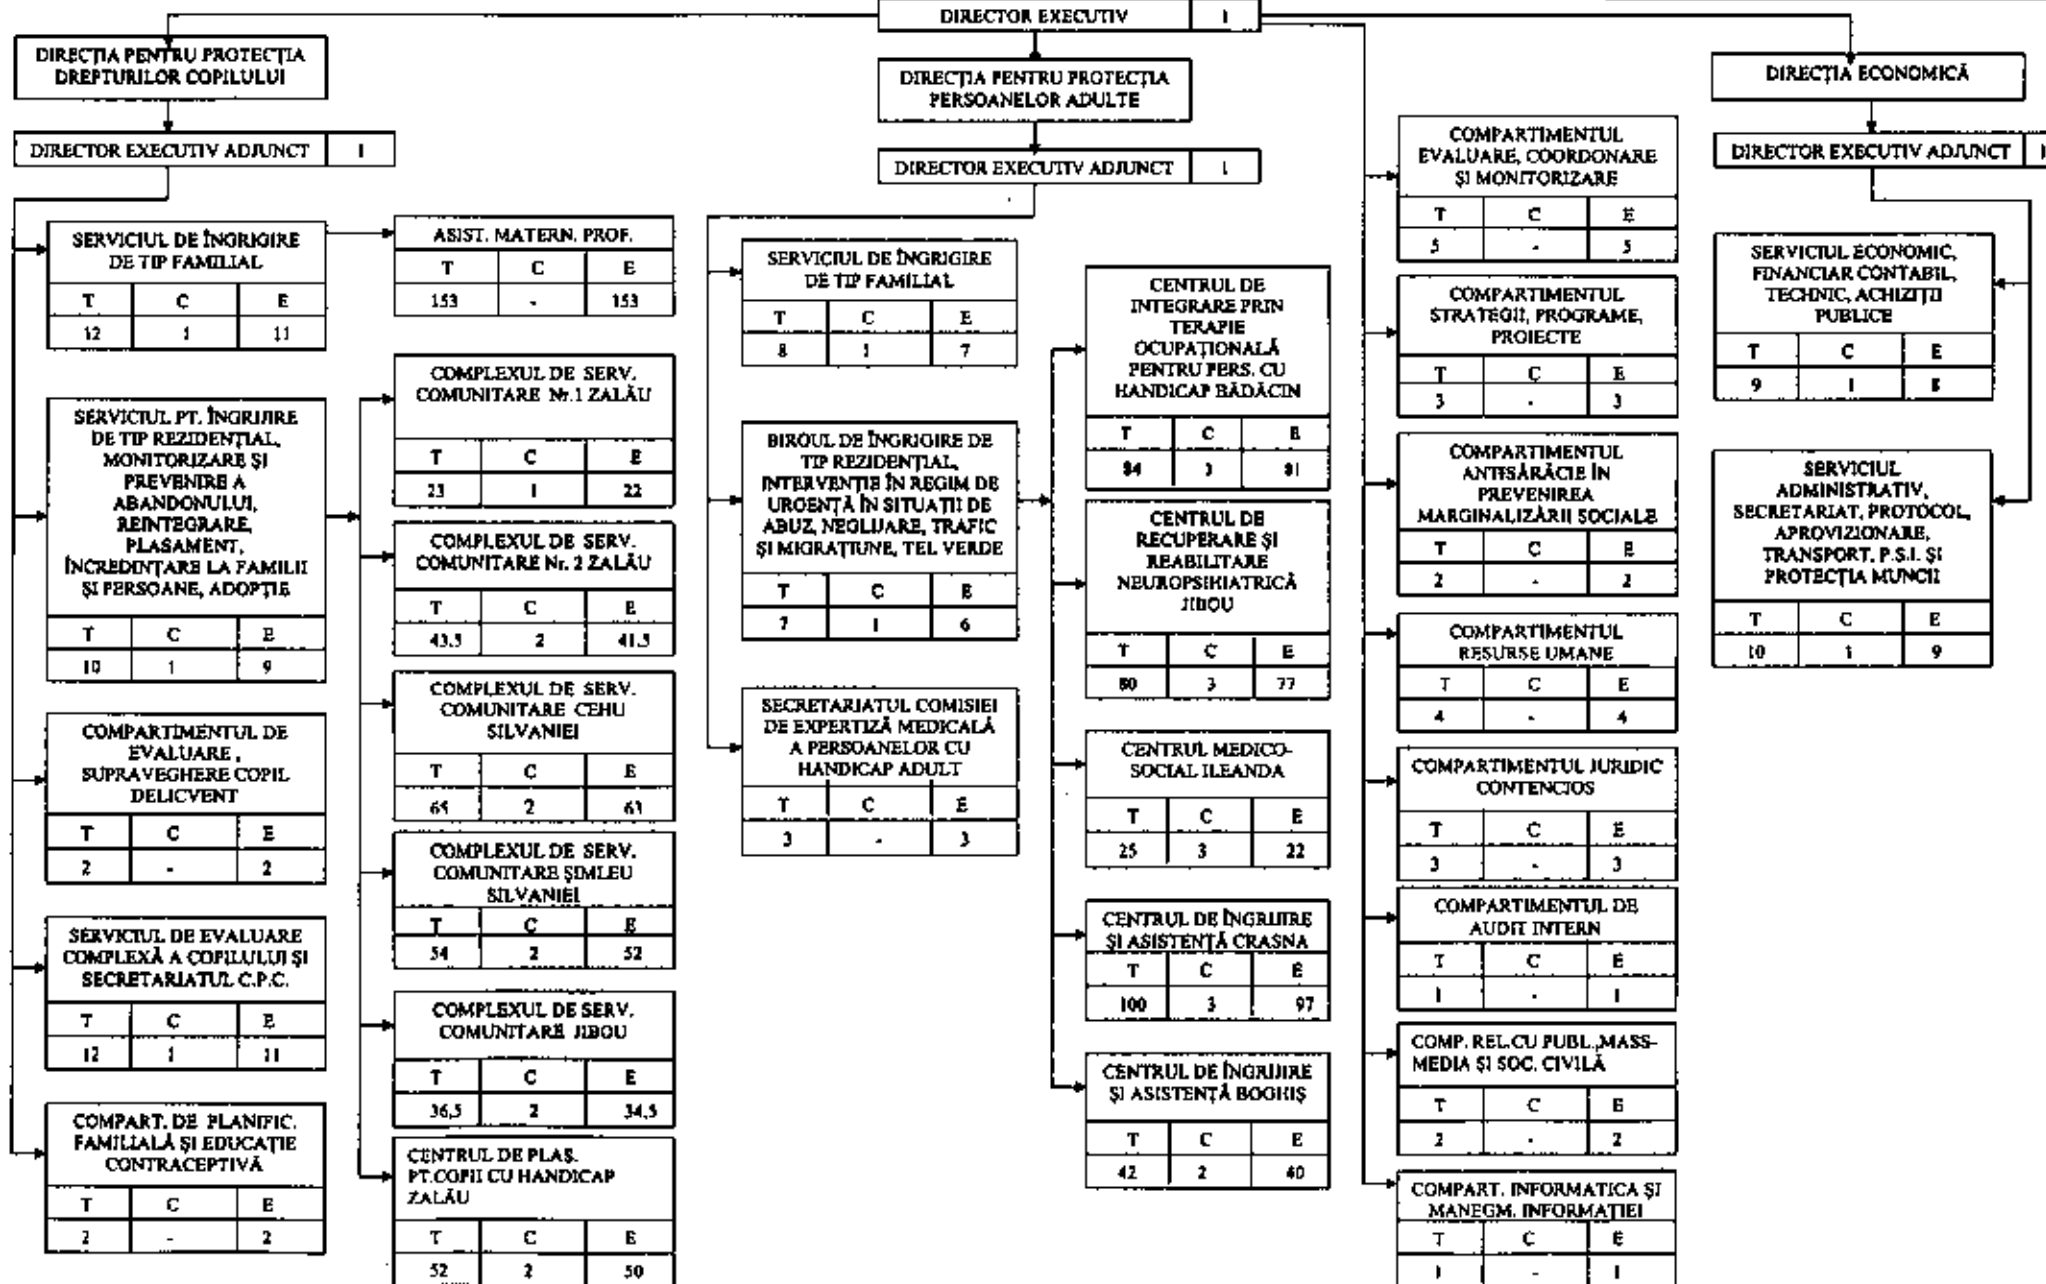 DIRECTOR EXECUTIV 1
DIRECȚIA PENTRU PROTECȚIA
DREPTURILOR COPILULUI
DIRECTOR EXECUTIV ADJUNCT 1
SERVICIUL DE ÎNGRIGIRE
DE TIP FAMILIAL
T C E
12 1 11
SERVICIUL PT. ÎNGRIJIRE
DE TIP REZIDENȚIAL,
MONITORIZARE ȘI
PREVENIRE A
ABANDONULUI,
REINTEGRARE,
PLASAMENT,
ÎNCREDINȚARE LA FAMILII
ȘI PERSOANE, ADOPȚIE
T C E
10 1 9
COMPARTIMENTUL DE
EVALUARE ,
SUPRAVEGHERE COPIL
DELICVENT
T C E
2 - 2
SERVICIUL DE EVALUARE
COMPLEXĂ A COPILULUI ȘI
SECRETARIATUL C.P.C.
T C E
12 1 11
COMPART. DE PLANIFIC.
FAMILIALĂ ȘI EDUCAȚIE
CONTRACEPTIVĂ
T C E
2 - 2
ASIST. MATERN. PROF.
T C E
153 - 153
COMPLEXUL DE SERV.
COMUNITARE Nr.1 ZALĂU
T C E
23 1 22
COMPLEXUL DE SERV.
COMUNITARE Nr. 2 ZALĂU
T C E
43,5 2 41,5
COMPLEXUL DE SERV.
COMUNITARE CEHU
SILVANIEI
T C E
65 2 63
COMPLEXUL DE SERV.
COMUNITARE ȘIMLEU
SILVANIEI
T C E
54 2 52
COMPLEXUL DE SERV.
COMUNITARE JIBOU
T C E
36,5 2 34,5
CENTRUL DE PLAS.
PT.COPII CU HANDICAP
ZALĂU
T C E
52 2 50
DIRECȚIA PENTRU PROTECȚIA
PERSOANELOR ADULTE
DIRECTOR EXECUTIV ADJUNCT 1
SERVICIUL DE ÎNGRIGIRE
DE TIP FAMILIAL
T C E
8 1 7
BIROUL DE ÎNGRIGIRE DE
TIP REZIDENȚIAL,
INTERVENȚIE ÎN REGIM DE
URGENȚĂ ÎN SITUAȚII DE
ABUZ, NEGLIJARE, TRAFIC
ȘI MIGRAȚIUNE, TEL VERDE
T C E
7 1 6
SECRETARIATUL COMISIEI
DE EXPERTIZĂ MEDICALĂ
A PERSOANELOR CU
HANDICAP ADULT
T C E
3 - 3
CENTRUL DE
INTEGRARE PRIN
TERAPIE
OCUPAȚIONALĂ
PENTRU PERS. CU
HANDICAP BĂDĂCIN
T C E
84 3 81
CENTRUL DE
RECUPERARE ȘI
REABILITARE
NEUROPSIHIATRICĂ
JIBOU
T C E
80 3 77
CENTRUL MEDICO-
SOCIAL ILEANDA
T C E
25 3 22
CENTRUL DE ÎNGRIJIRE
ȘI ASISTENȚĂ CRASNA
T C E
100 3 97
CENTRUL DE ÎNGRIJIRE
ȘI ASISTENȚĂ BOGHIȘ
T C E
42 2 40
COMPARTIMENTUL
EVALUARE, COORDONARE
ȘI MONITORIZARE
T C E
5 - 5
COMPARTIMENTUL
STRATEGII, PROGRAME,
PROIECTE
T C E
3 - 3
COMPARTIMENTUL
ANTISĂRĂCIE ÎN
PREVENIREA
MARGINALIZĂRII SOCIALE
T C E
2 - 2
COMPARTIMENTUL
RESURSE UMANE
T C E
4 - 4
COMPARTIMENTUL JURIDIC
CONTENCIOS
T C E
3 - 3
COMPARTIMENTUL DE
AUDIT INTERN
T C E
1 - 1
COMP. REL.CU PUBL.,MASS-
MEDIA ȘI SOC. CIVILĂ
T C E
2 - 2
COMPART. INFORMATICA ȘI
MANEGM. INFORMAȚIEI
T C E
1 - 1
DIRECȚIA ECONOMICĂ
DIRECTOR EXECUTIV ADJUNCT 1
SERVICIUL ECONOMIC,
FINANCIAR CONTABIL,
TECHNIC, ACHIZIȚII
PUBLICE
T C E
9 1 8
SERVICIUL
ADMINISTRATIV,
SECRETARIAT, PROTOCOL,
APROVIZIONARE,
TRANSPORT, P.S.I. ȘI
PROTECȚIA MUNCII
T C E
10 1 9